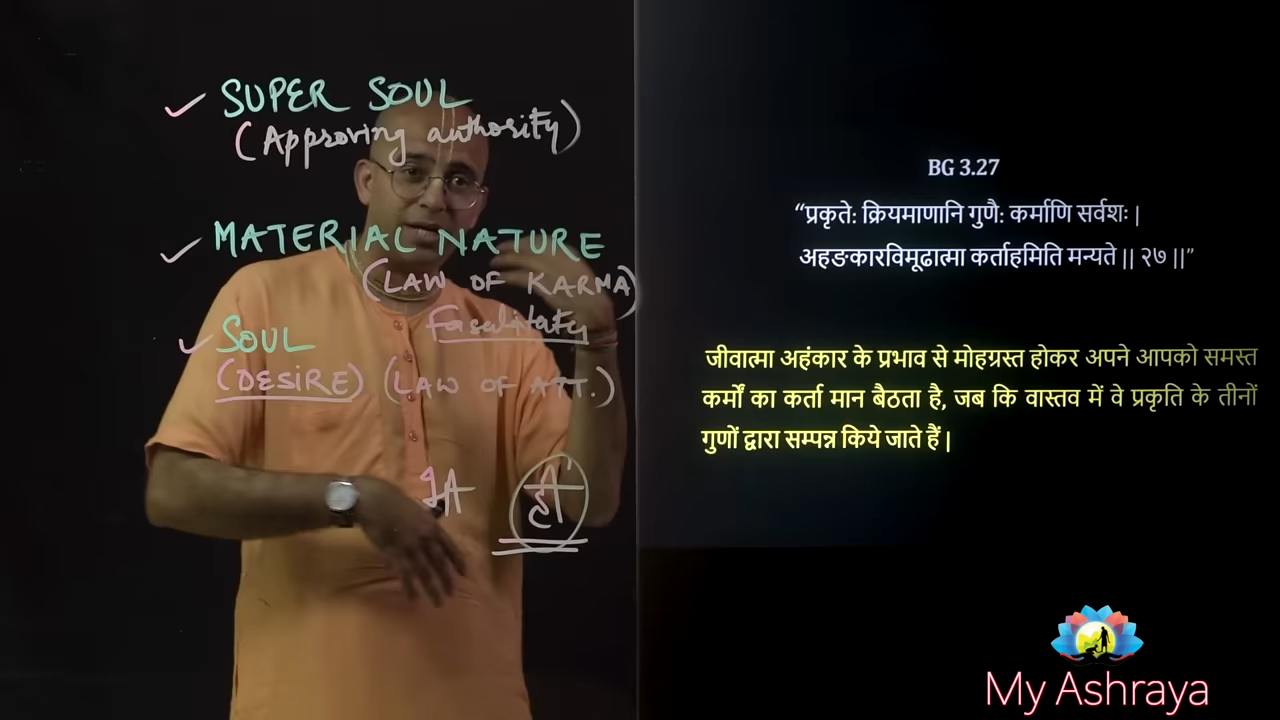 SUPER SOUL
(Approving authority)
MATERIAL NATURE
(LAW OF KARMA)
Fasalitaty
SOUL
(DESIRE) (LAW OF ATT.)
भी ही
BG 3.27
“प्रकृते: क्रियमाणानि गुणै: कर्माणि सर्वशः |
अहङकारविमूढात्मा कर्ताहमिति मन्यते || २७ ||”
जीवात्मा अहंकार के प्रभाव से मोहग्रस्त होकर अपने आपको समस्त
कर्मों का कर्ता मान बैठता है, जब कि वास्तव में वे प्रकृति के तीनों
गुणों द्वारा सम्पन्न किये जाते हैं |
My Ashraya